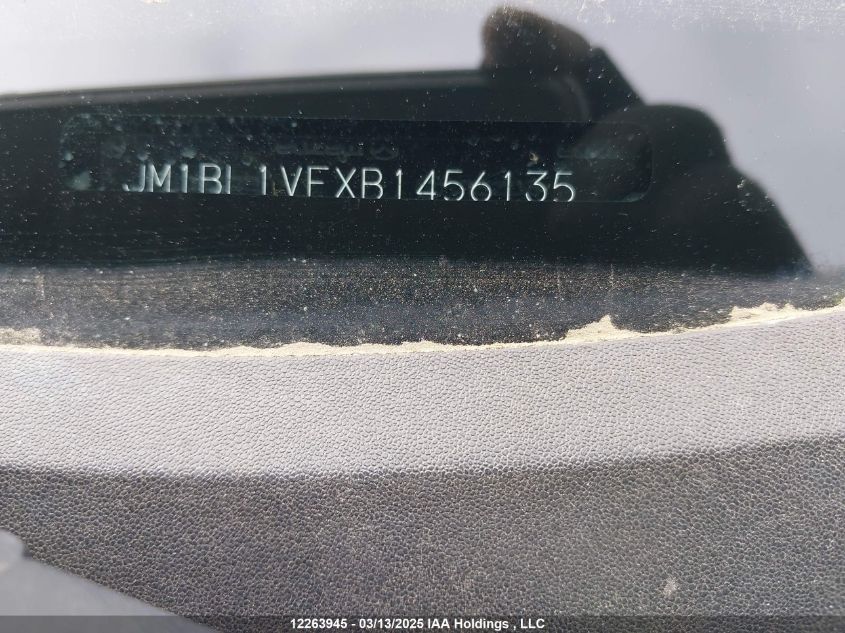 JM1BL1VFXB1456135
12263945 - 03/13/2025 IAA Holdings , LLC